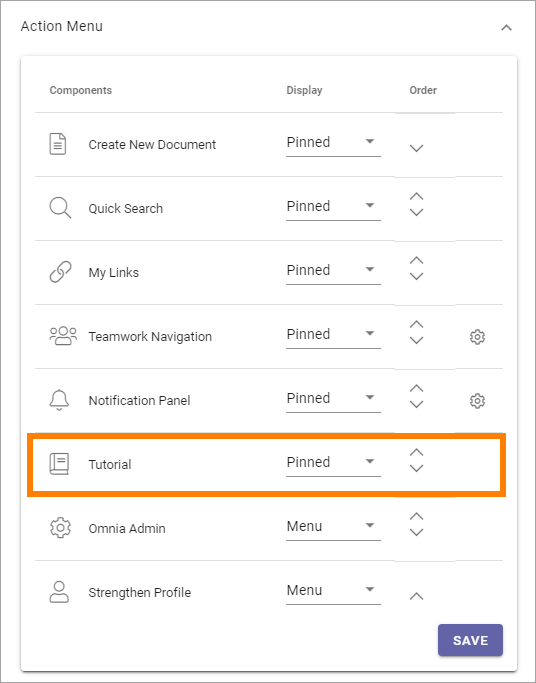 Action Menu
Components Display Order
Create New Document Pinned
Quick Search Pinned
My Links Pinned
Teamwork Navigation Pinned
Notification Panel Pinned
Tutorial Pinned
Omnia Admin Menu
Strengthen Profile Menu
SAVE